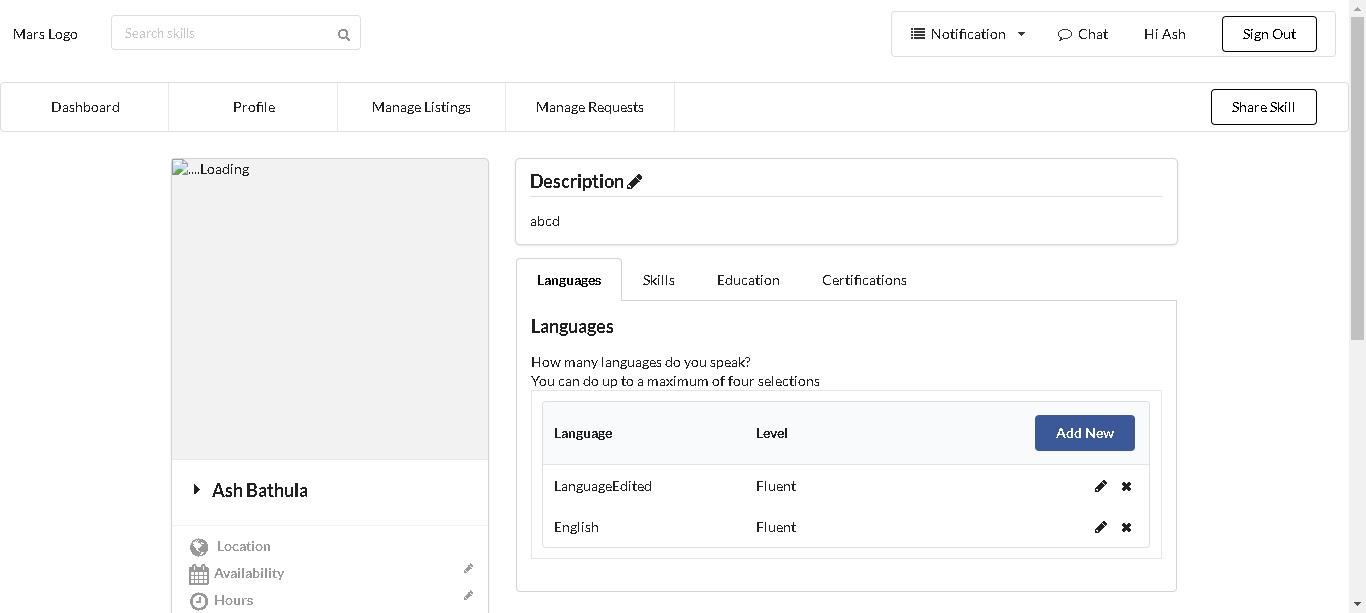 Mars Logo
Search skills
Notification
Chat
Hi Ash
Sign Out
Dashboard
Profile
Manage Listings
Manage Requests
Share Skill
....Loading
Ash Bathula
Location
Availability
Hours
Description
abcd
Languages
Skills
Education
Certifications
Languages
How many languages do you speak?
You can do up to a maximum of four selections
Language Level Add New
LanguageEdited Fluent
English Fluent